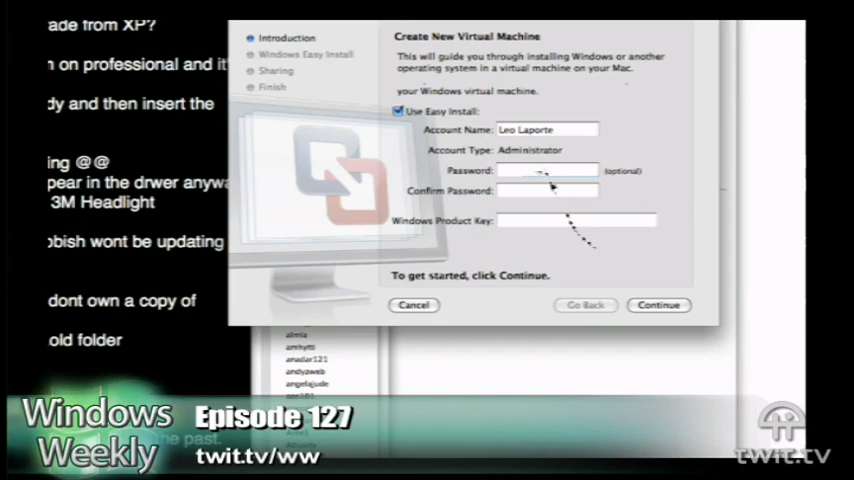 ade from XP?
n on professional and it'
dy and then insert the
ing @@
pear in the drwer anywa
3M Headlight
bbish wont be updating
dont own a copy of
old folder
Introduction
Windows Easy Install
Sharing
Finish
Create New Virtual Machine
This will guide you through installing Windows or another
operating system in a virtual machine on your Mac.
your Windows virtual machine.
Use Easy Install:
Account Name: Leo Laporte
Account Type: Administrator
Password: (optional)
Confirm Password:
Windows Product Key:
To get started, click Continue.
Cancel Go Back Continue
almia
amhytti
anadar121
andyzweb
angelajude
the past.
Windows
Weekly
Episode 127
twit.tv/ww
twit.tv